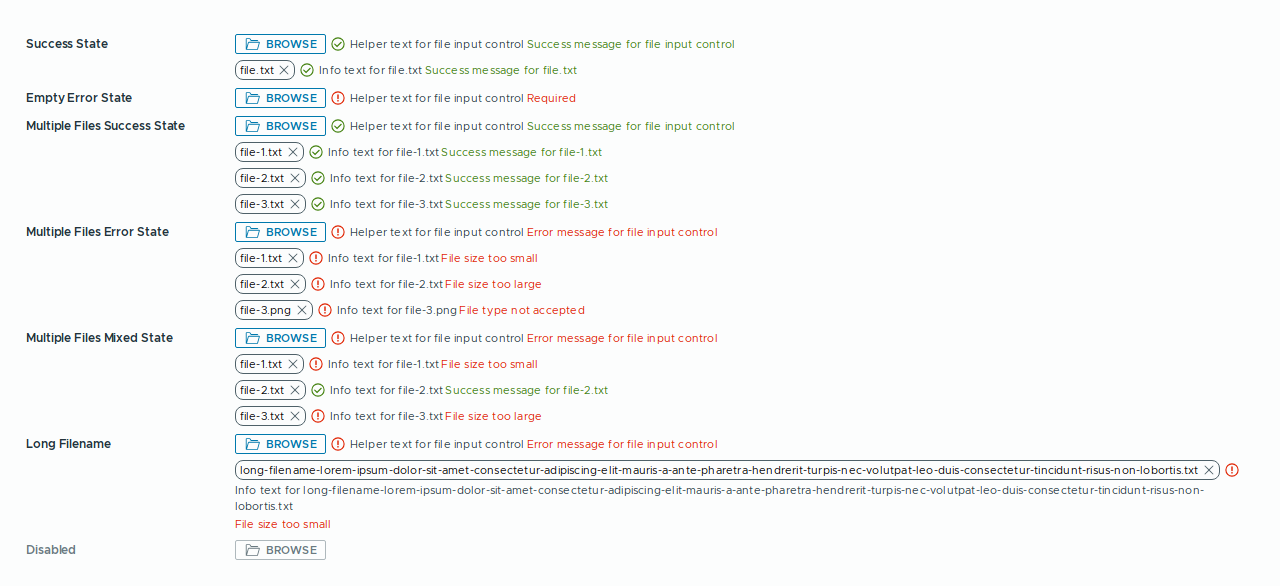 Success State BROWSE Helper text for file input control Success message for file input control
file.txt Info text for file.txt Success message for file.txt
Empty Error State BROWSE Helper text for file input control Required
Multiple Files Success State BROWSE Helper text for file input control Success message for file input control
file-1.txt Info text for file-1.txt Success message for file-1.txt
file-2.txt Info text for file-2.txt Success message for file-2.txt
file-3.txt Info text for file-3.txt Success message for file-3.txt
Multiple Files Error State BROWSE Helper text for file input control Error message for file input control
file-1.txt Info text for file-1.txt File size too small
file-2.txt Info text for file-2.txt File size too large
file-3.png Info text for file-3.png File type not accepted
Multiple Files Mixed State BROWSE Helper text for file input control Error message for file input control
file-1.txt Info text for file-1.txt File size too small
file-2.txt Info text for file-2.txt Success message for file-2.txt
file-3.txt Info text for file-3.txt File size too large
Long Filename BROWSE Helper text for file input control Error message for file input control
long-filename-lorem-ipsum-dolor-sit-amet-consectetur-adipiscing-elit-mauris-a-ante-pharetra-hendrerit-turpis-nec-volutpat-leo-duis-consectetur-tincidunt-risus-non-lobortis.txt
Info text for long-filename-lorem-ipsum-dolor-sit-amet-consectetur-adipiscing-elit-mauris-a-ante-pharetra-hendrerit-turpis-nec-volutpat-leo-duis-consectetur-tincidunt-risus-non-
lobortis.txt
File size too small
Disabled BROWSE